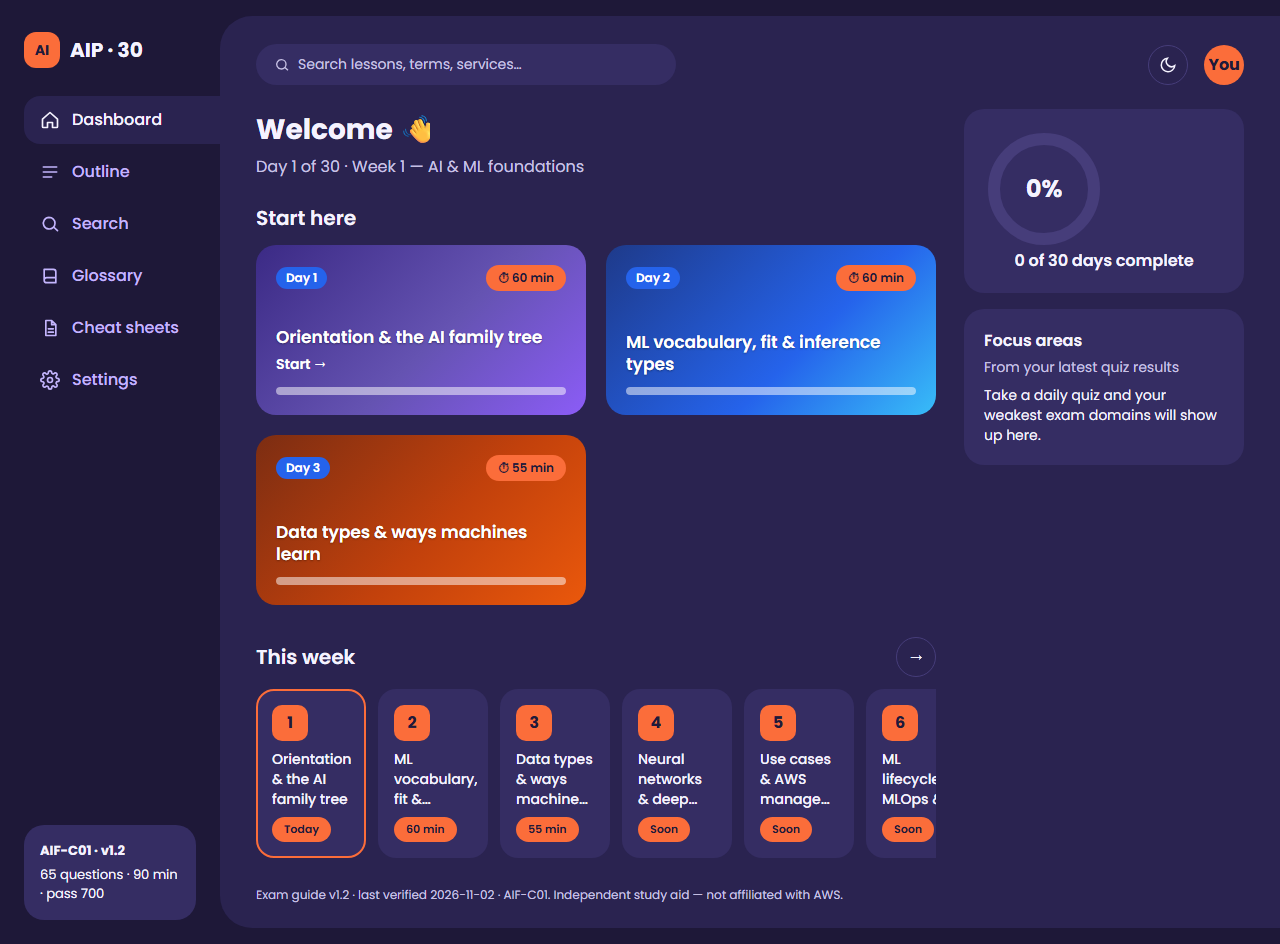 AI
AIP · 30
Dashboard
Outline
Search
Glossary
Cheat sheets
Settings
AIF-C01 · v1.2
65 questions · 90 min
· pass 700
Search lessons, terms, services...
You
Welcome 👋
Day 1 of 30 · Week 1 — AI & ML foundations
Start here
Day 1
⏱ 60 min
Orientation & the AI family tree
Start →
Day 2
⏱ 60 min
ML vocabulary, fit & inference
types
Day 3
⏱ 55 min
Data types & ways machines
learn
This week
→
1
Orientation
& the AI
family tree
Today
2
ML
vocabulary,
fit &...
60 min
3
Data types
& ways
machine...
55 min
4
Neural
networks
& deep...
Soon
5
Use cases
& AWS
manage...
Soon
6
ML
lifecycle
MLOps &
Soon
Exam guide v1.2 · last verified 2026-11-02 · AIF-C01. Independent study aid — not affiliated with AWS.
0%
0 of 30 days complete
Focus areas
From your latest quiz results
Take a daily quiz and your
weakest exam domains will show
up here.